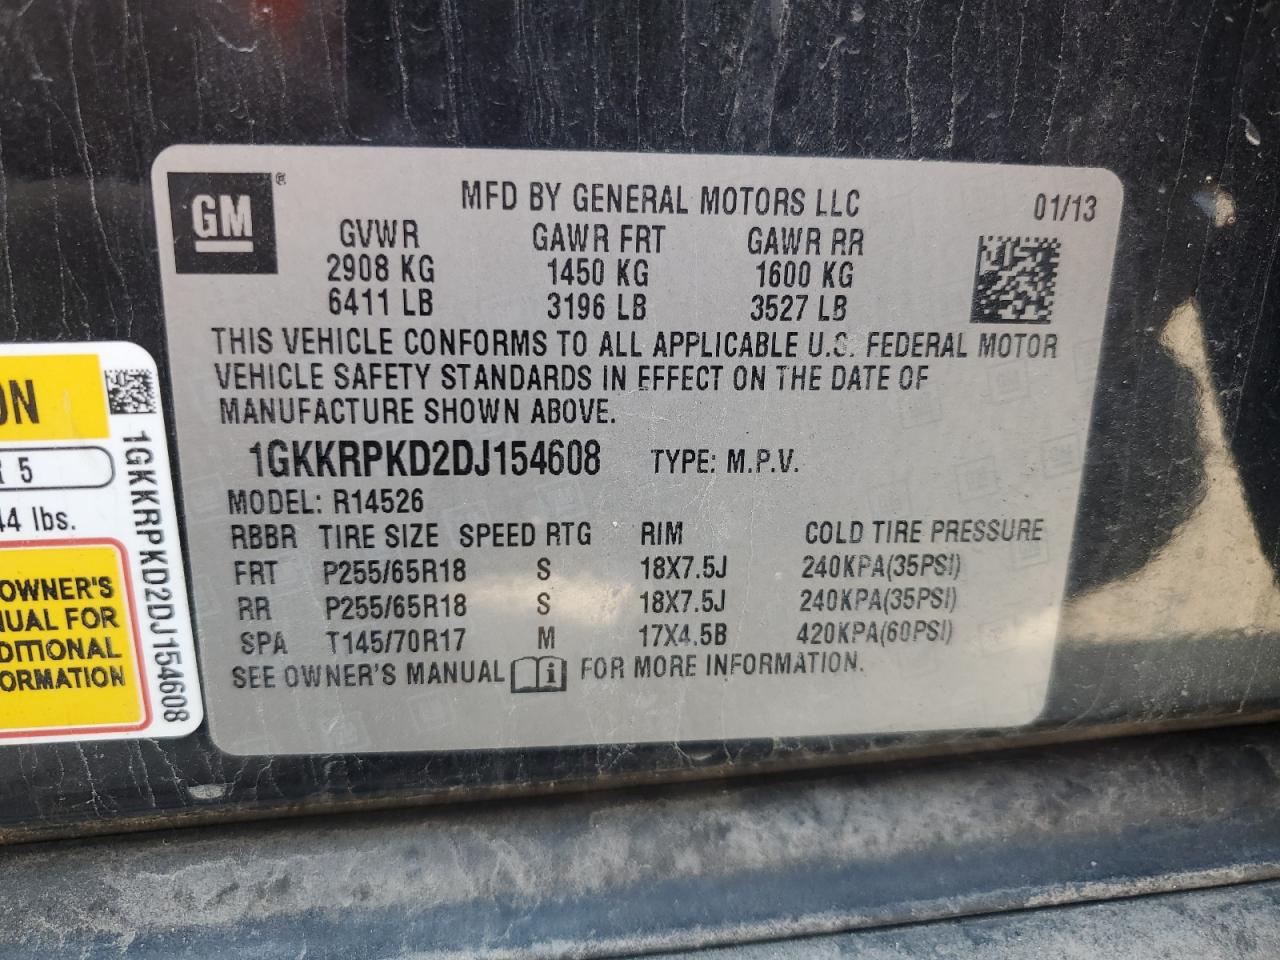 GM
®
MFD BY GENERAL MOTORS LLC 01/13
GVWR GAWR FRT GAWR RR
2908 KG 1450 KG 1600 KG
6411 LB 3196 LB 3527 LB
THIS VEHICLE CONFORMS TO ALL APPLICABLE U.S. FEDERAL MOTOR
VEHICLE SAFETY STANDARDS IN EFFECT ON THE DATE OF
MANUFACTURE SHOWN ABOVE.
1GKKRPKD2DJ154608 TYPE: M.P.V.
MODEL: R14526
RBBR TIRE SIZE SPEED RTG RIM COLD TIRE PRESSURE
FRT P255/65R18 S 18X7.5J 240KPA(35PSI)
RR P255/65R18 S 18X7.5J 240KPA(35PSI)
SPA T145/70R17 M 17X4.5B 420KPA(60PSI)
SEE OWNER'S MANUAL i FOR MORE INFORMATION.
ON
R 5
44 lbs.
OWNER'S
NUAL FOR
DITIONAL
ORMATION
1GKKRPKD2DJ154608